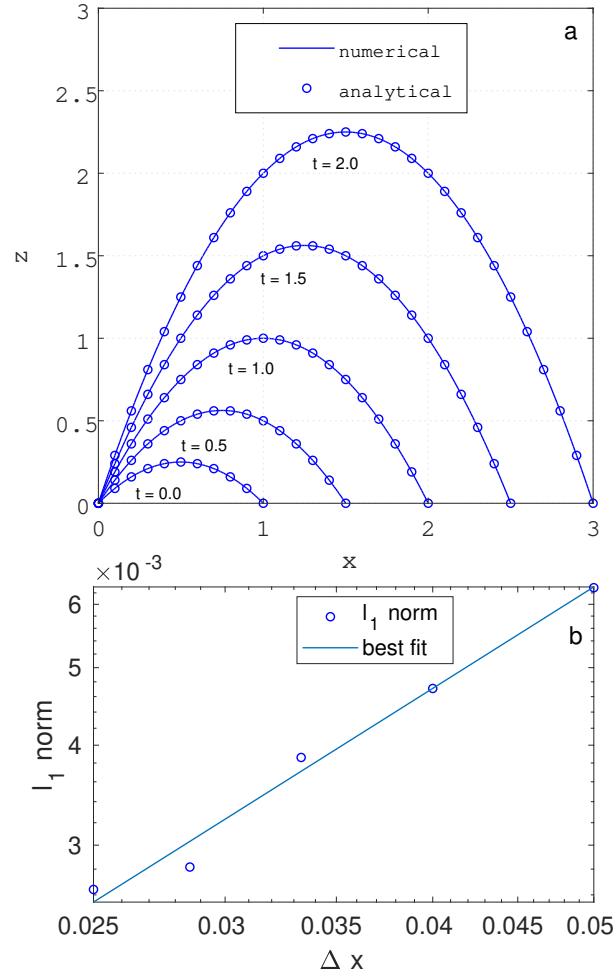 3
a
numerical
analytical
2.5
t = 2.0
2
z
1.5
t = 1.5
1
t = 1.0
0.5
t = 0.5
t = 0.0
0
0 1 2 3
x
×10⁻³
6
l₁ norm
b
best fit
5
l₁ norm
4
3
0.025 0.03 0.035 0.04 0.045 0.05
Δ x